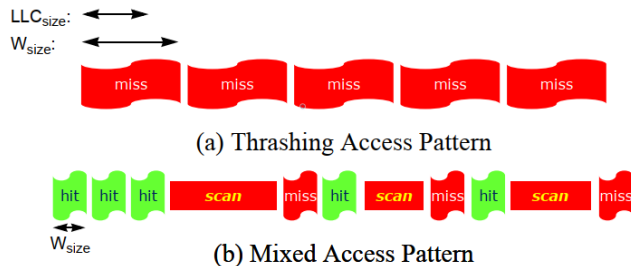 LLCsize:
Wsize:
miss miss miss miss miss
(a) Thrashing Access Pattern
hit hit hit scan miss hit scan miss hit scan miss
Wsize
(b) Mixed Access Pattern